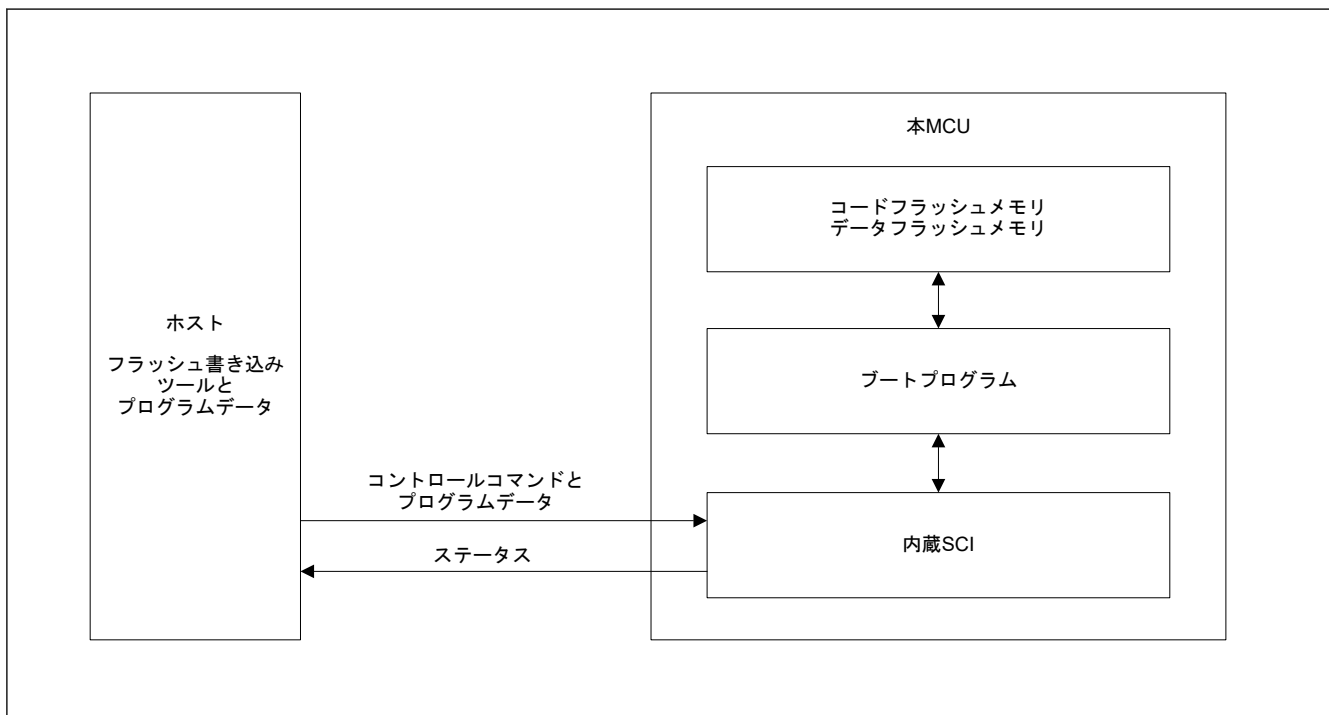 ホスト
フラッシュ書き込み
ツールと
プログラムデータ
コントロールコマンドと
プログラムデータ
ステータス
本MCU
コードフラッシュメモリ
データフラッシュメモリ
ブートプログラム
内蔵SCI